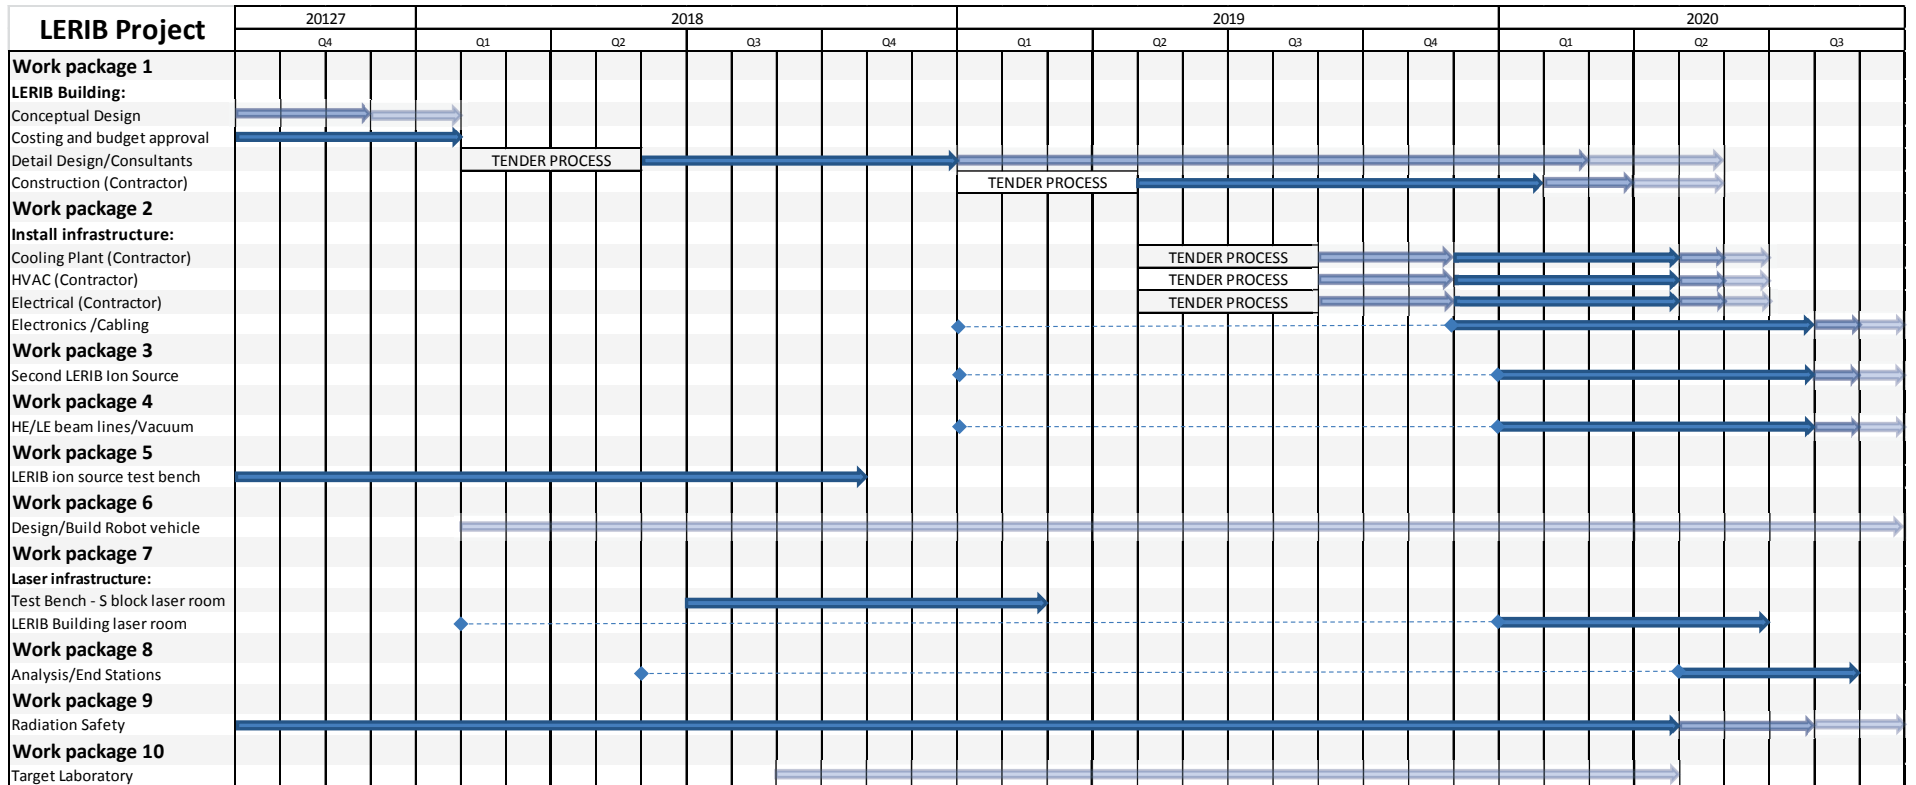 LERIB Project
20127 2018 2019 2020
Q4 Q1 Q2 Q3 Q4 Q1 Q2 Q3 Q4 Q1 Q2 Q3
Work package 1
LERIB Building:
Conceptual Design
Costing and budget approval
Detail Design/Consultants TENDER PROCESS
Construction (Contractor) TENDER PROCESS
Work package 2
Install infrastructure:
Cooling Plant (Contractor) TENDER PROCESS
HVAC (Contractor) TENDER PROCESS
Electrical (Contractor) TENDER PROCESS
Electronics /Cabling
Work package 3
Second LERIB Ion Source
Work package 4
HE/LE beam lines/Vacuum
Work package 5
LERIB ion source test bench
Work package 6
Design/Build Robot vehicle
Work package 7
Laser infrastructure:
Test Bench - S block laser room
LERIB Building laser room
Work package 8
Analysis/End Stations
Work package 9
Radiation Safety
Work package 10
Target Laboratory